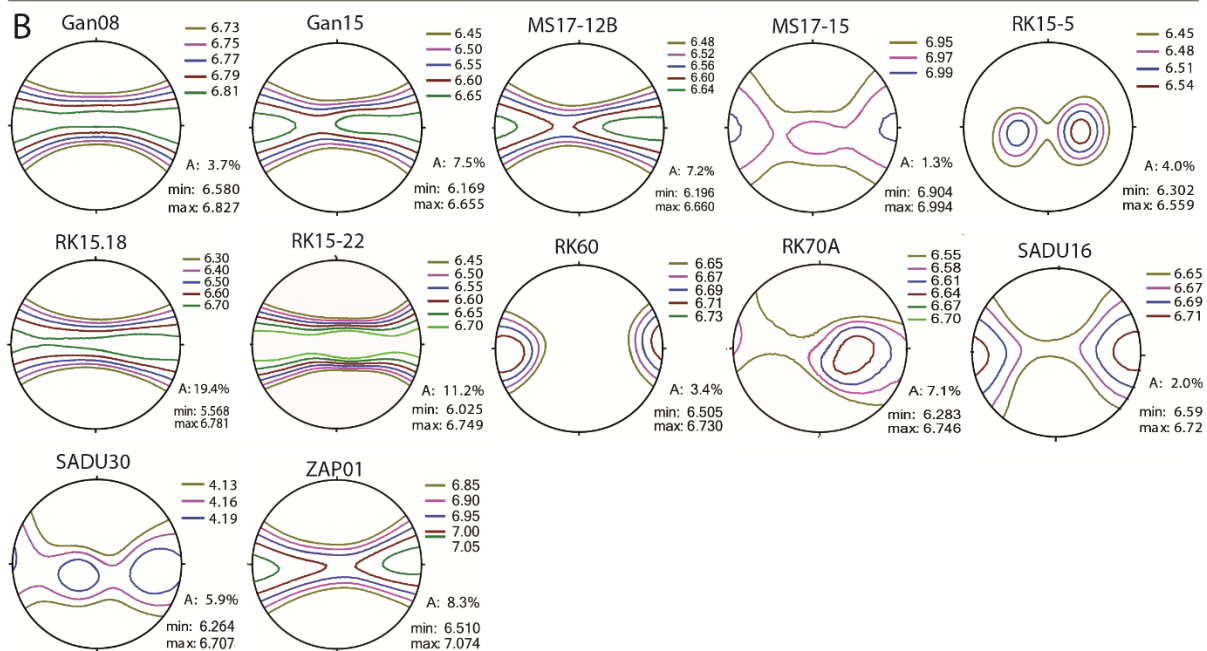 B
Gan08
6.73
6.75
6.77
6.79
6.81
A: 3.7%
min: 6.580
max: 6.827
Gan15
6.45
6.50
6.55
6.60
6.65
A: 7.5%
min: 6.169
max: 6.655
MS17-12B
6.48
6.52
6.56
6.60
6.64
A: 7.2%
min: 6.196
max: 6.660
MS17-15
6.95
6.97
6.99
A: 1.3%
min: 6.904
max: 6.994
RK15-5
6.45
6.48
6.51
6.54
A: 4.0%
min: 6.302
max: 6.559
RK15.18
6.30
6.40
6.50
6.60
6.70
A: 19.4%
min: 5.568
max: 6.781
RK15-22
6.45
6.50
6.55
6.60
6.65
6.70
A: 11.2%
min: 6.025
max: 6.749
RK60
6.65
6.67
6.69
6.71
6.73
A: 3.4%
min: 6.505
max: 6.730
RK70A
6.55
6.58
6.61
6.64
6.67
6.70
A: 7.1%
min: 6.283
max: 6.746
SADU16
6.65
6.67
6.69
6.71
A: 2.0%
min: 6.59
max: 6.72
SADU30
4.13
4.16
4.19
A: 5.9%
min: 6.264
max: 6.707
ZAP01
6.85
6.90
6.95
7.00
7.05
A: 8.3%
min: 6.510
max: 7.074